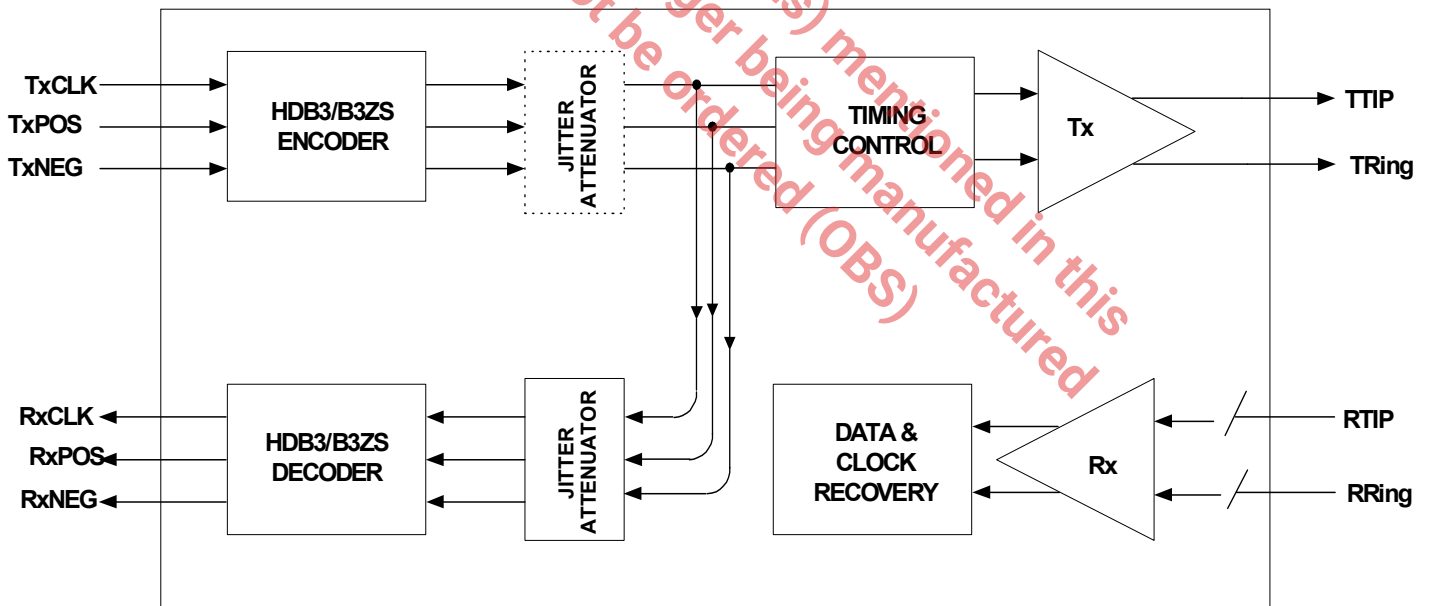 TxCLK
TxPOS
TxNEG
HDB3/B3ZS
ENCODER
JITTER
ATTENUATOR
TIMING
CONTROL
Tx
TTIP
TRing
RxCLK
RxPOS
RxNEG
HDB3/B3ZS
DECODER
JITTER
ATTENUATOR
DATA &
CLOCK
RECOVERY
Rx
RTIP
RRing
mentioned in this
being manufactured
be ordered (OBS)